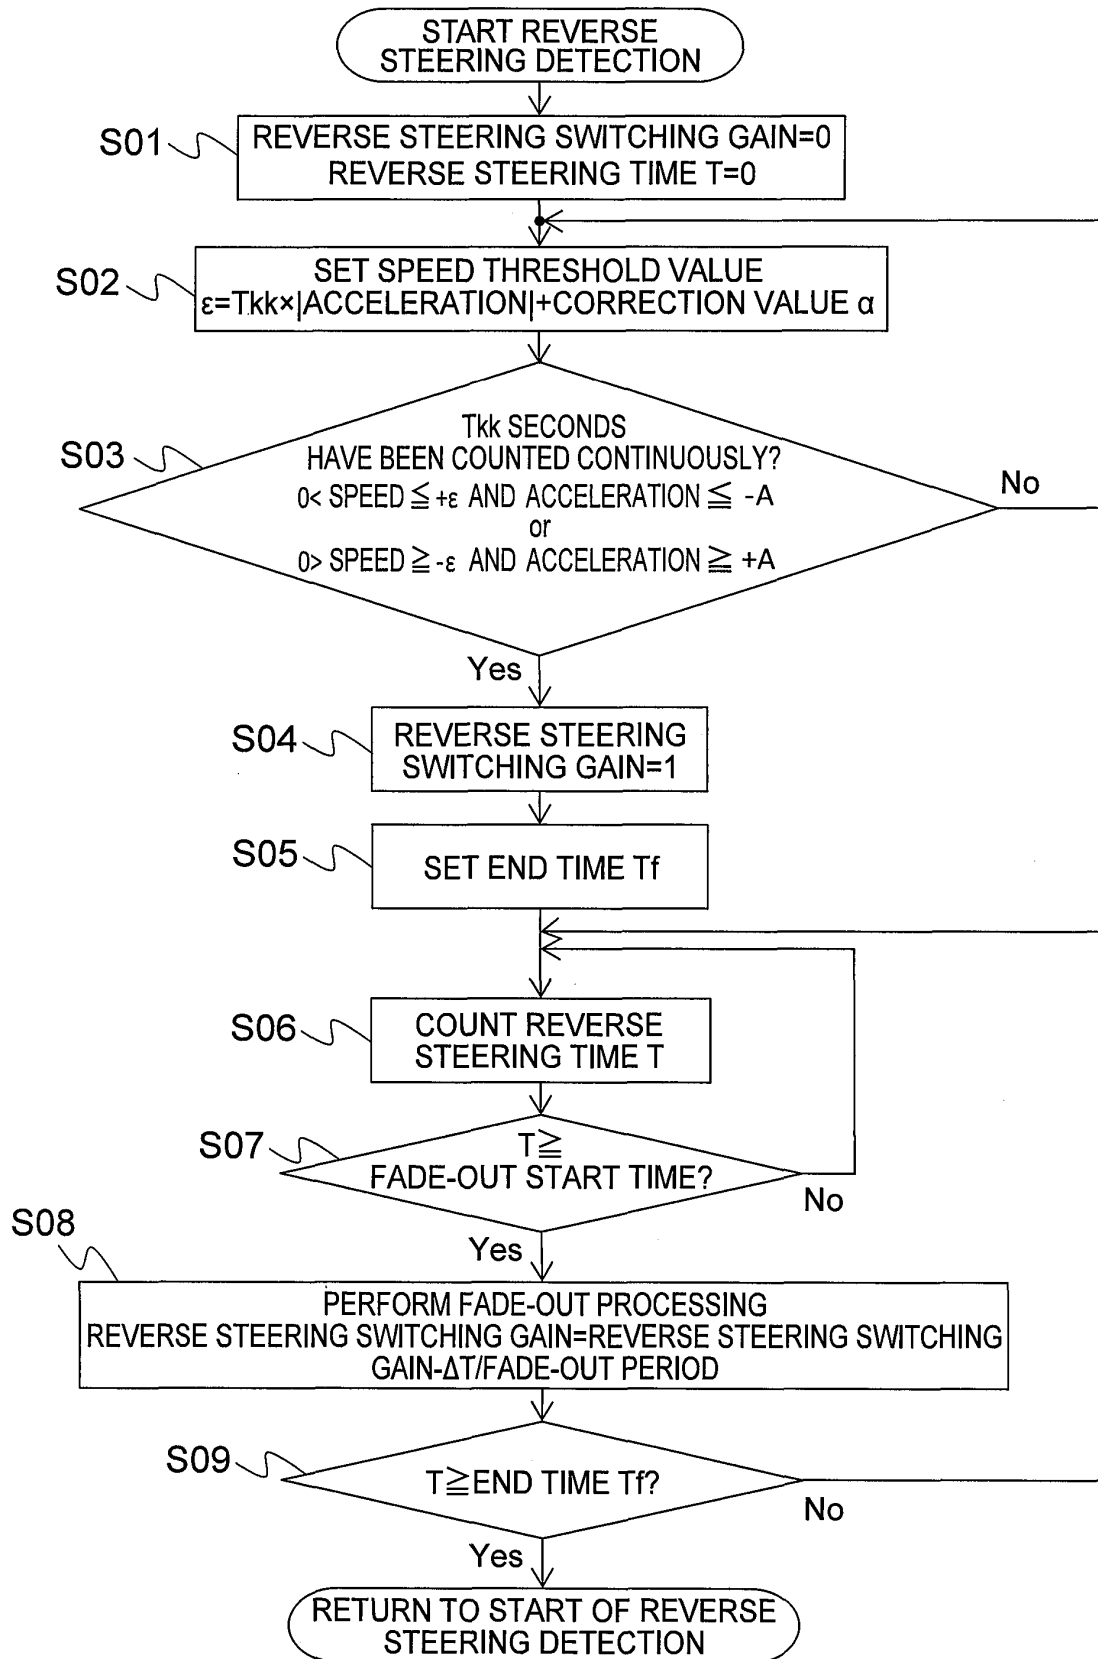 START REVERSE
STEERING DETECTION
S01
REVERSE STEERING SWITCHING GAIN=0
REVERSE STEERING TIME T=0
S02
SET SPEED THRESHOLD VALUE
ε=Tkk×|ACCELERATION|+CORRECTION VALUE α
S03
Tkk SECONDS
HAVE BEEN COUNTED CONTINUOUSLY?
0< SPEED ≦ +ε AND ACCELERATION ≦ -A
or
0> SPEED ≧ -ε AND ACCELERATION ≧ +A
No
Yes
S04
REVERSE STEERING
SWITCHING GAIN=1
S05
SET END TIME Tf
S06
COUNT REVERSE
STEERING TIME T
S07
T≧
FADE-OUT START TIME?
No
Yes
S08
PERFORM FADE-OUT PROCESSING
REVERSE STEERING SWITCHING GAIN=REVERSE STEERING SWITCHING
GAIN-ΔT/FADE-OUT PERIOD
S09
T≧END TIME Tf?
No
Yes
RETURN TO START OF REVERSE
STEERING DETECTION